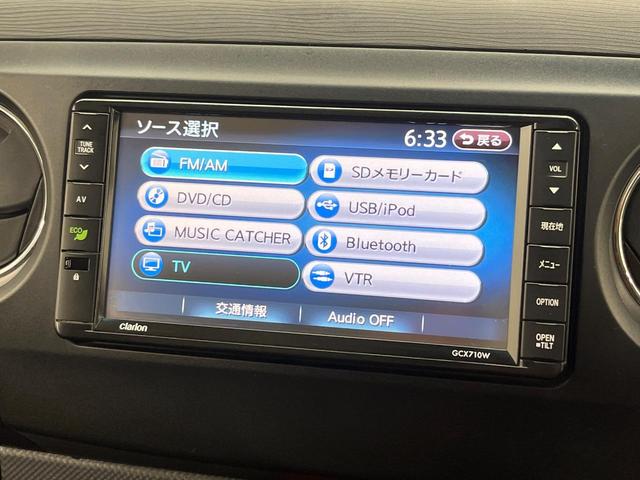 ソース選択
6:33
戻る
FM/AM
SDメモリーカード
DVD/CD
USB/iPod
MUSIC CATCHER
Bluetooth
TV
VTR
交通情報
Audio OFF
TUNE
TRACK
AV
ECO
VOL
現在地
メニュー
OPTION
OPEN
TILT
Clarion
GCX710W